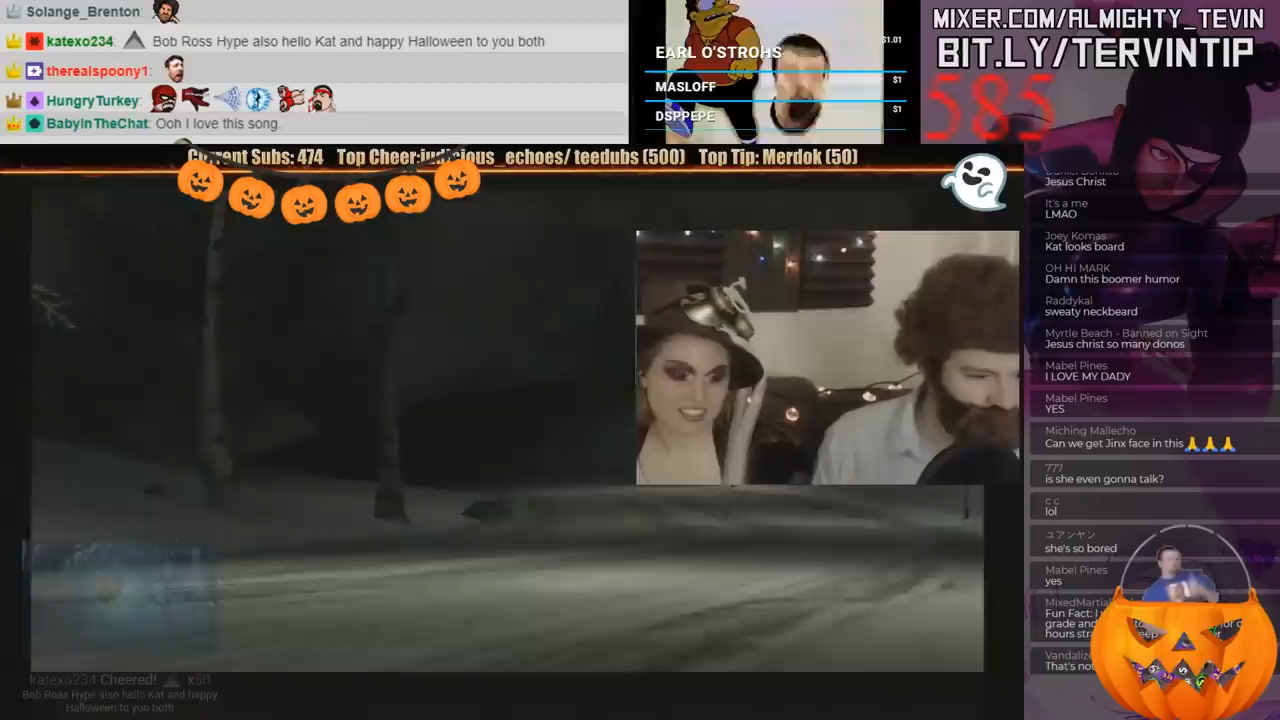 Solange_Brenton:
katexo234: Bob Ross Hype also hello Kat and happy Halloween to you both
therealspoony1:
HungryTurkey:
BabyInTheChat: Ooh I love this song.
EARL O'STROHS $1.01
MASLOFF $1
DSPPEPE $1
MIXER.COM/ALMIGHTY_TEVIN
BIT.LY/TERVINTIP
585
Current Subs: 474 Top Cheer:judicious_echoes/ teedubs (500) Top Tip: Merdok (50)
Jesus Christ
It's a me
LMAO
Joey Komas
Kat looks board
OH HI MARK
Damn this boomer humor
Raddykal
sweaty neckbeard
Myrtle Beach - Banned on Sight
Jesus christ so many donos
Mabel Pines
I LOVE MY DADY
Mabel Pines
YES
Miching Mallecho
Can we get Jinx face in this 🙏🙏🙏
777
is she even gonna talk?
C C
lol
ユアンヤン
she's so bored
Mabel Pines
yes
MixedMartial
Fun Fact: I
grade and
hours
Vandaliz
That's no
katexo234 Cheered! x50
Bob Ross Hype also hello Kat and happy
Halloween to you both